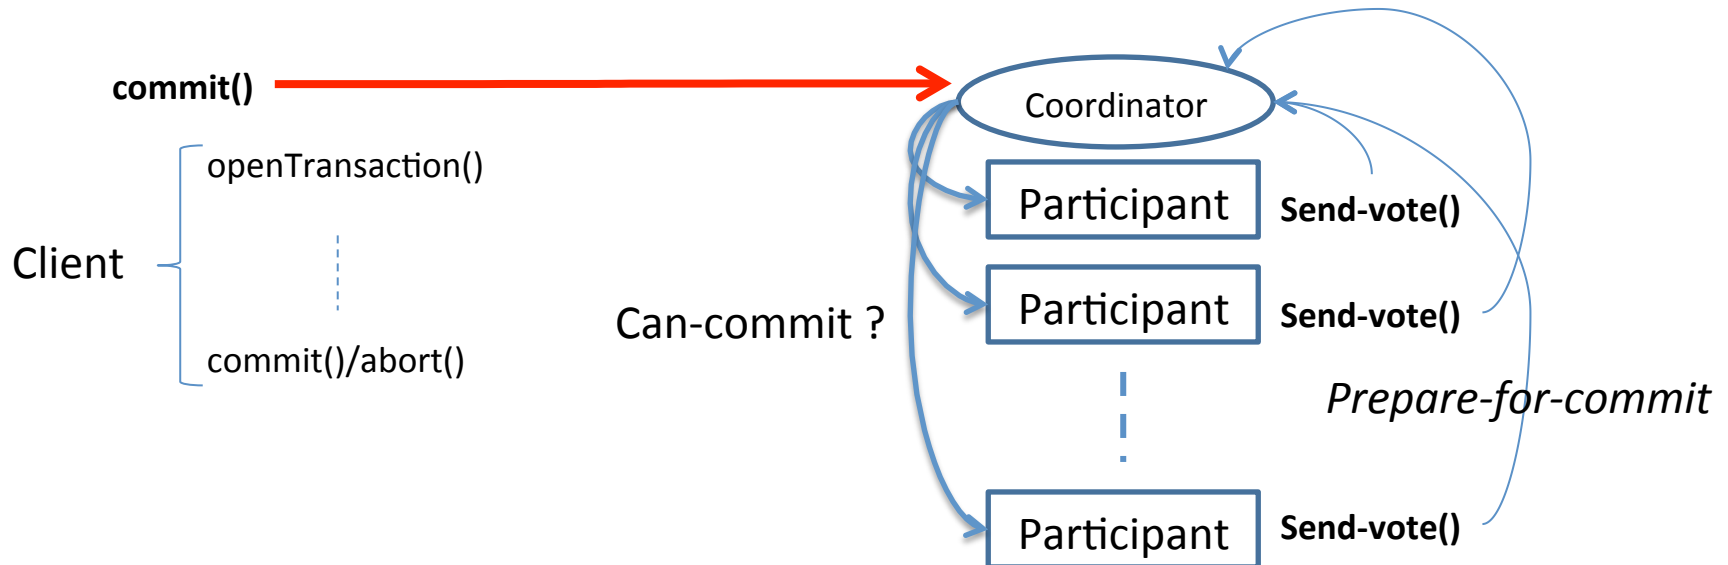 commit()
Coordinator
openTransaction()
Participant
Send-vote()
Client
Participant
Send-vote()
Can-commit ?
commit()/abort()
Prepare-for-commit
Participant
Send-vote()